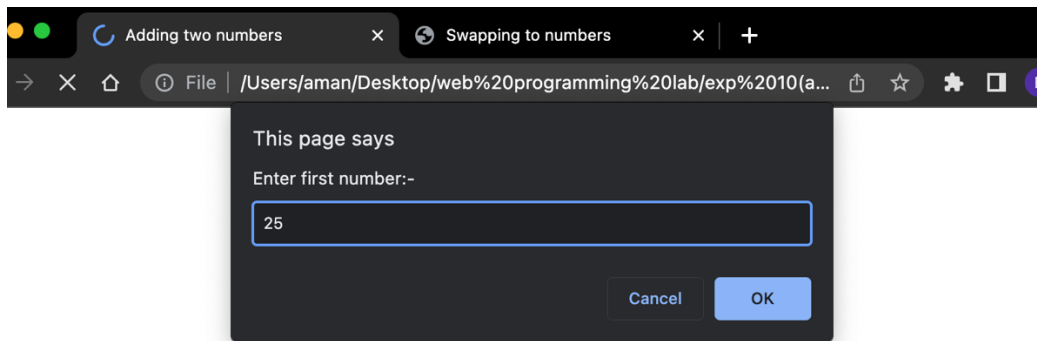 Adding two numbers
Swapping to numbers
File
/Users/aman/Desktop/web%20programming%20lab/exp%2010(a...
This page says
Enter first number:-
25
Cancel
OK